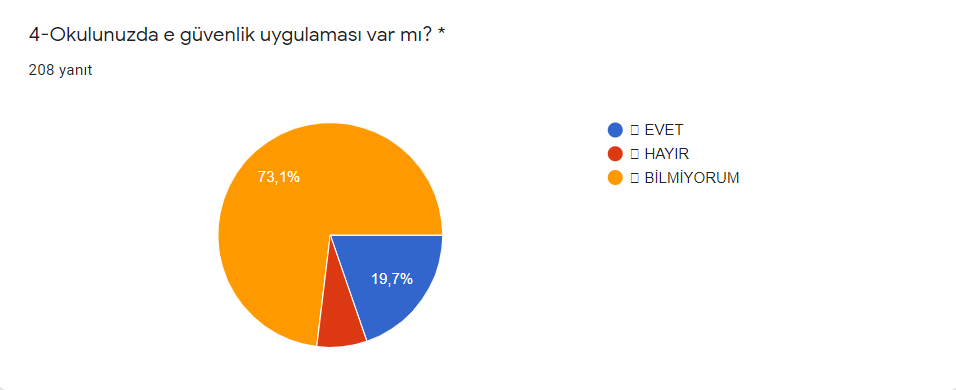 4-Okulunuzda e güvenlik uygulaması var mı? *
208 yanıt
73,1%
19,7%
EVET
HAYIR
BİLMİYORUM